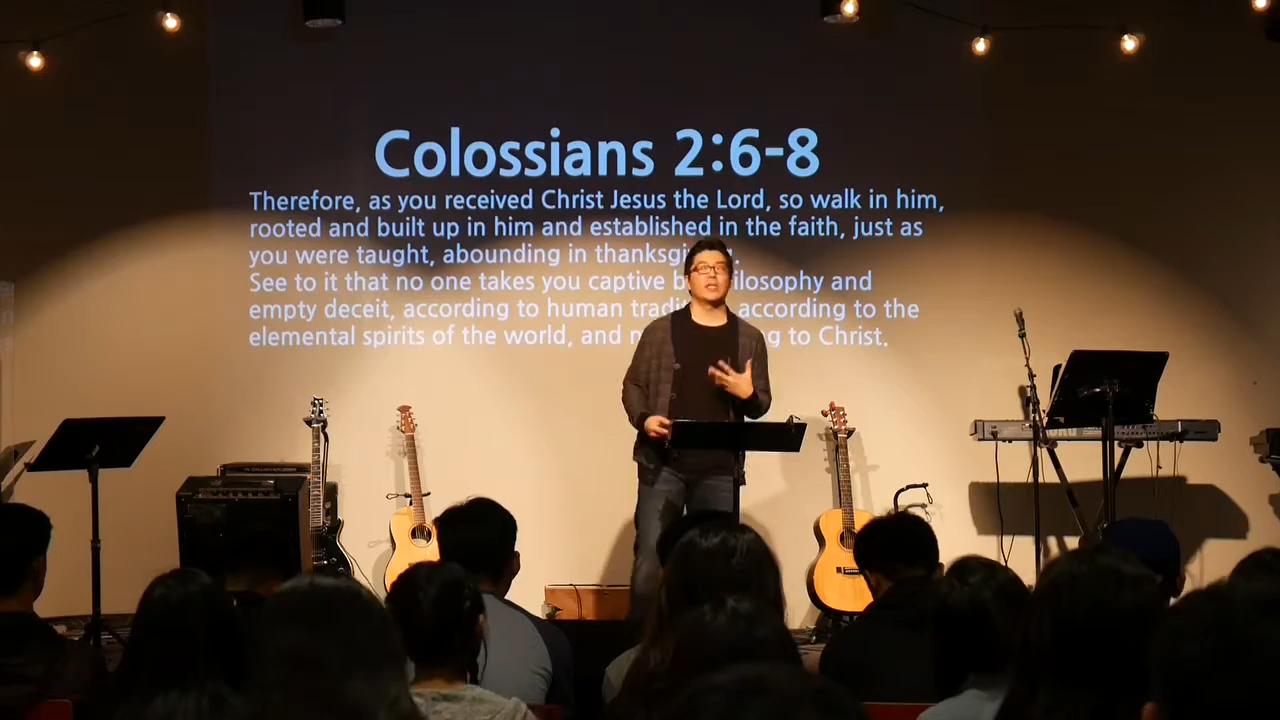 Colossians 2:6-8
Therefore, as you received Christ Jesus the Lord, so walk in him,
rooted and built up in him and established in the faith, just as
you were taught, abounding in
See to it that no one takes you captive and
empty deceit, according to human according to the
elemental spirits of the world, and to Christ.